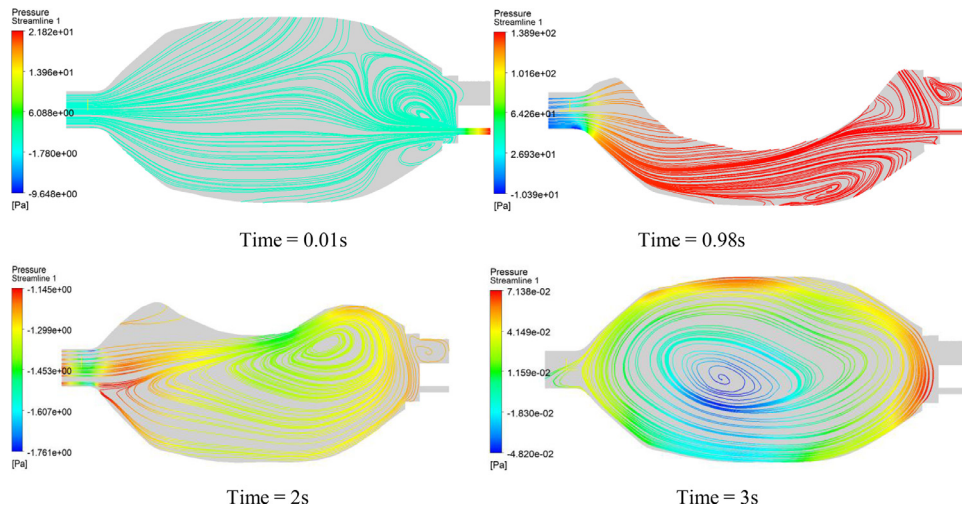 Pressure
Streamline 1
2.182e+01
1.396e+01
6.088e+00
-1.780e+00
-9.648e+00
[Pa]
Time = 0.01s
Pressure
Streamline 1
1.389e+02
1.016e+02
6.426e+01
2.693e+01
-1.039e+01
[Pa]
Time = 0.98s
Pressure
Streamline 1
-1.145e+00
-1.299e+00
-1.453e+00
-1.607e+00
-1.761e+00
[Pa]
Time = 2s
Pressure
Streamline 1
7.138e-02
4.149e-02
1.159e-02
-1.830e-02
-4.820e-02
[Pa]
Time = 3s